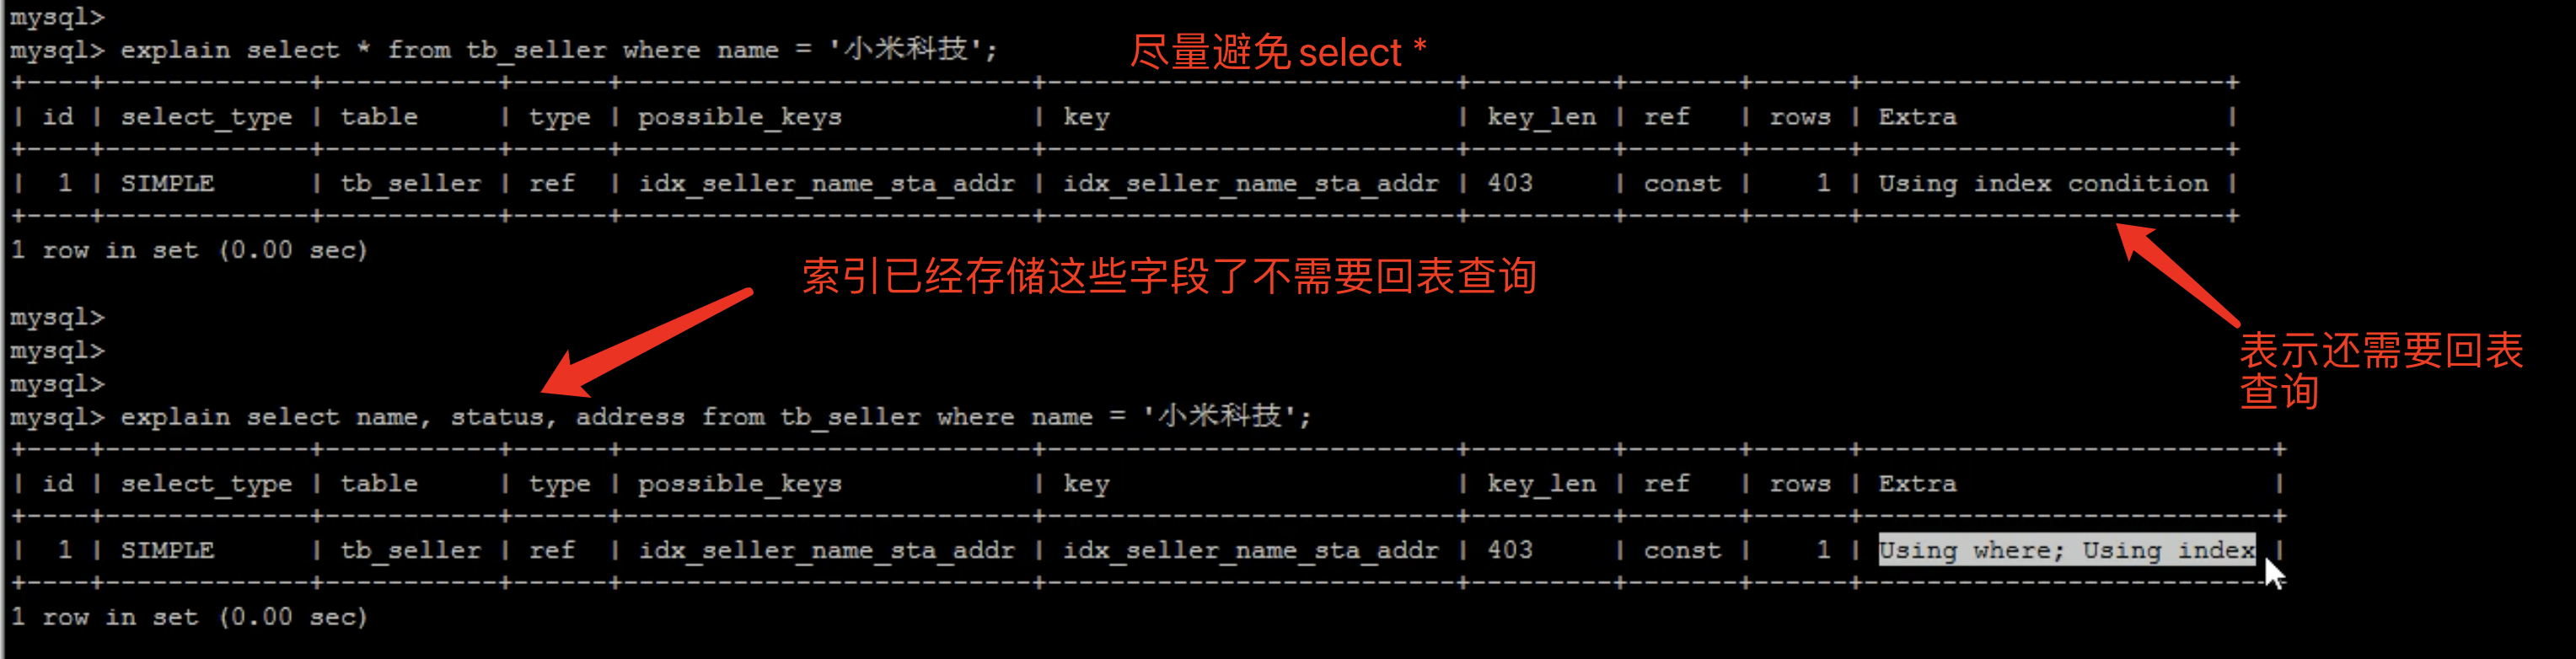 mysql>
mysql> explain select * from tb_seller where name = '小米科技';
尽量避免select *
+----+-------------+-----------+------+--------------------------+--------------------------+---------+-------+------+-----------------------+
| id | select_type | table     | type | possible_keys            | key                      | key_len | ref   | rows | Extra                 |
+----+-------------+-----------+------+--------------------------+--------------------------+---------+-------+------+-----------------------+
|  1 | SIMPLE      | tb_seller | ref  | idx_seller_name_sta_addr | idx_seller_name_sta_addr | 403     | const |    1 | Using index condition |
+----+-------------+-----------+------+--------------------------+--------------------------+---------+-------+------+-----------------------+
1 row in set (0.00 sec)
索引已经存储这些字段了不需要回表查询
mysql>
mysql>
表示还需要回表
查询
mysql>
mysql> explain select name, status, address from tb_seller where name = '小米科技';
+----+-------------+-----------+------+--------------------------+--------------------------+---------+-------+------+--------------------------+
| id | select_type | table     | type | possible_keys            | key                      | key_len | ref   | rows | Extra                    |
+----+-------------+-----------+------+--------------------------+--------------------------+---------+-------+------+--------------------------+
|  1 | SIMPLE      | tb_seller | ref  | idx_seller_name_sta_addr | idx_seller_name_sta_addr | 403     | const |    1 | Using where; Using index |
+----+-------------+-----------+------+--------------------------+--------------------------+---------+-------+------+--------------------------+
1 row in set (0.00 sec)